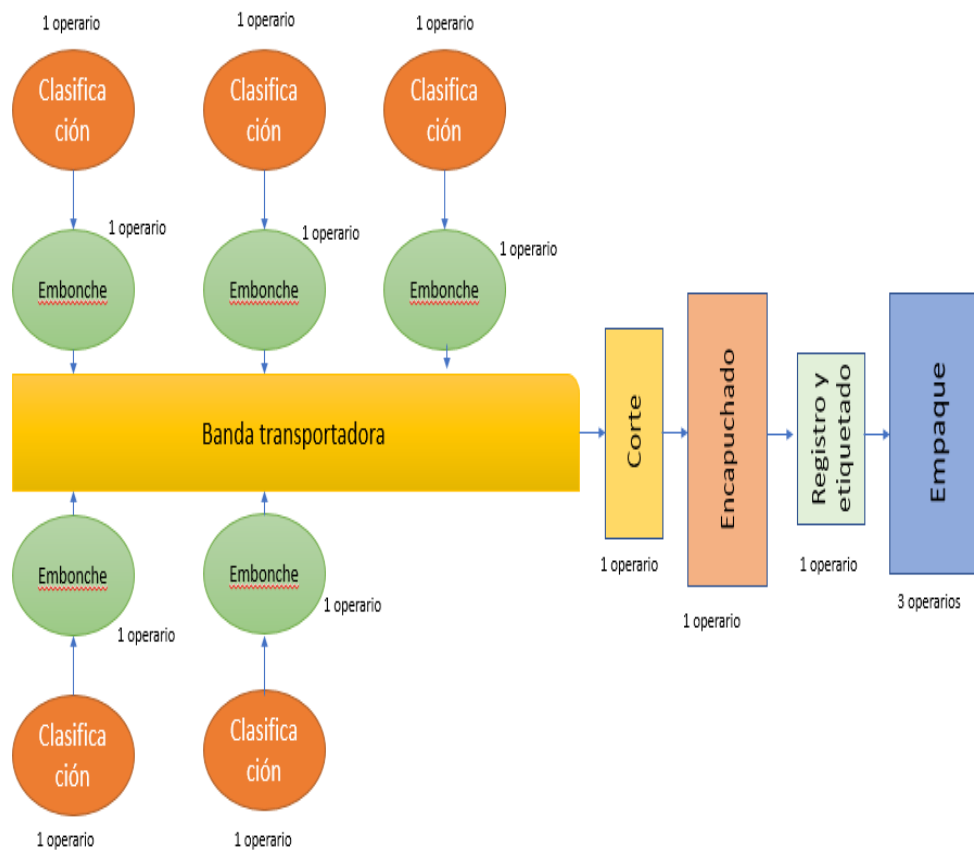 1 operario
1 operario
1 operario
Clasifica
ción
Clasifica
ción
Clasifica
ción
1 operario
1 operario
1 operario
Embonche
Embonche
Embonche
Banda transportadora
Corte
Encapuchado
Registro y
etiquetado
Empaque
1 operario
1 operario
1 operario
3 operarios
Embonche
Embonche
1 operario
1 operario
Clasifica
ción
Clasifica
ción
1 operario
1 operario